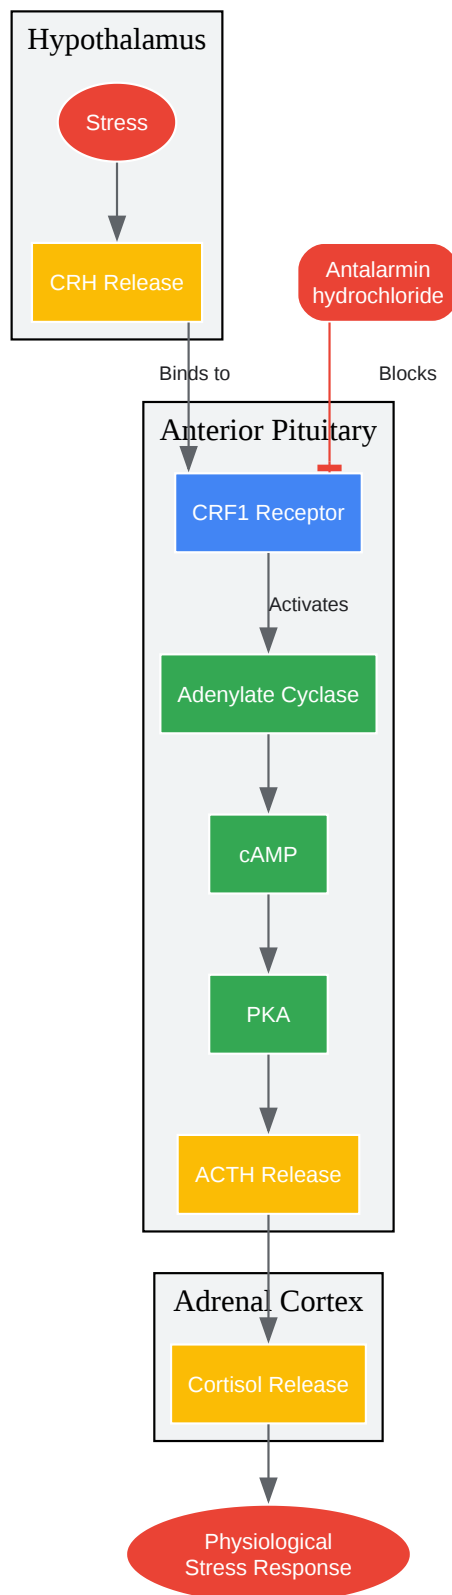 Hypothalamus
Stress
CRH Release
Antalarmin
hydrochloride
Binds to
Blocks
Anterior Pituitary
CRF1 Receptor
Activates
Adenylate Cyclase
cAMP
PKA
ACTH Release
Adrenal Cortex
Cortisol Release
Physiological
Stress Response